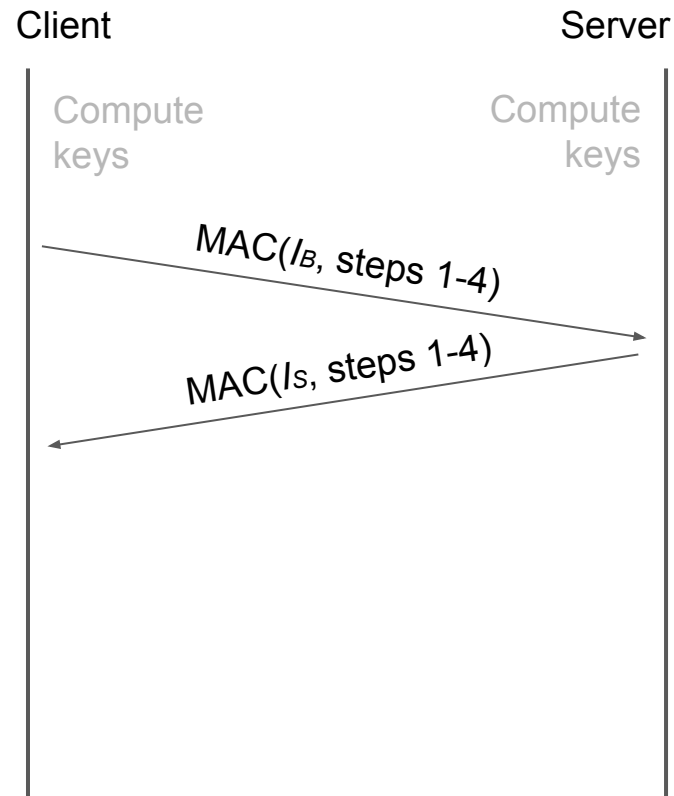 Client
Server
Compute
keys
Compute
keys
MAC(IB, steps 1-4)
MAC(IS, steps 1-4)